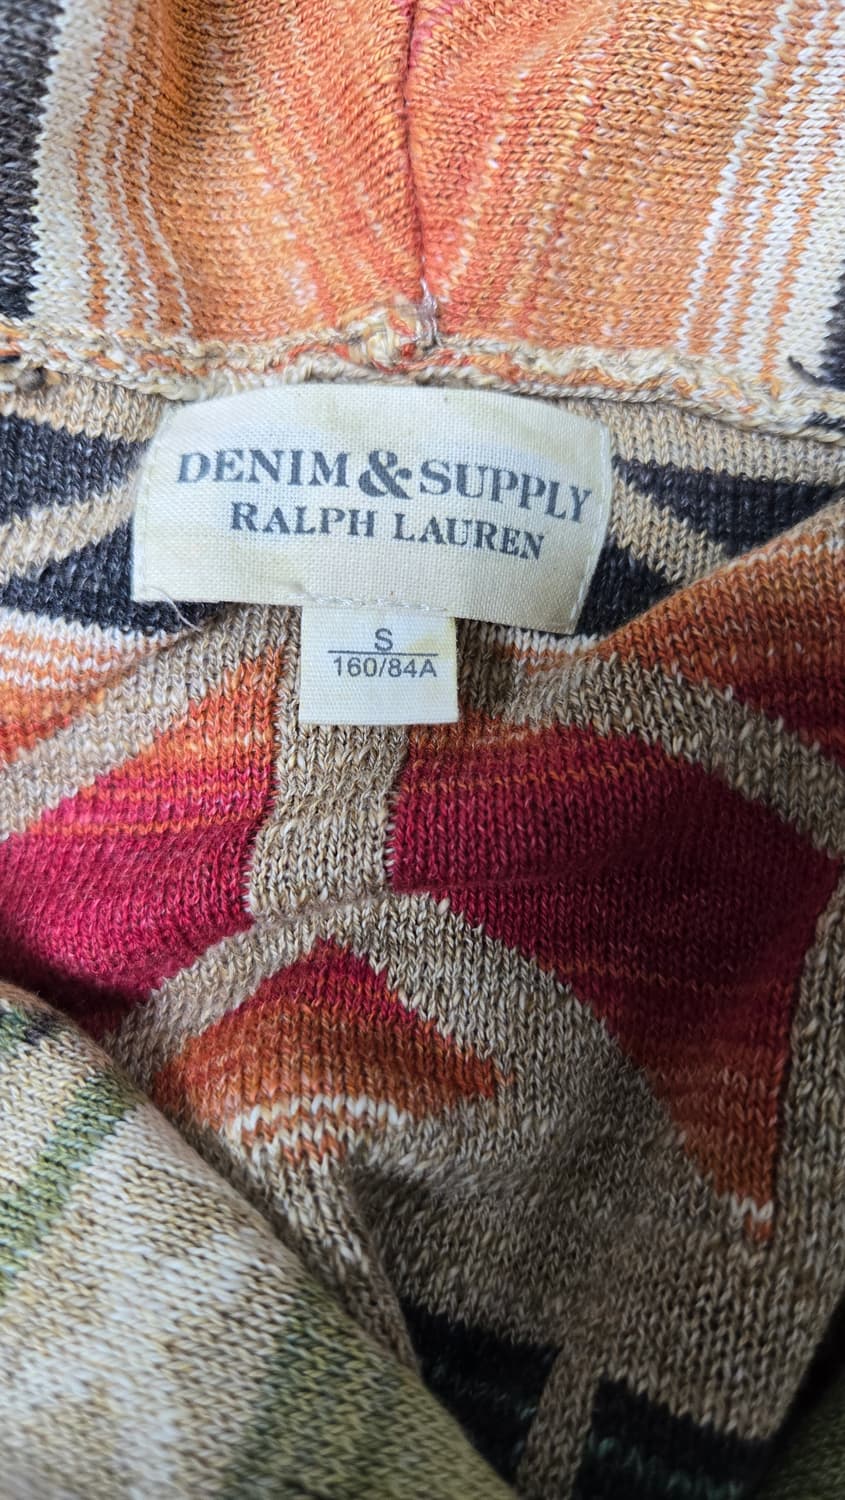 DENIM & SUPPLY
RALPH LAUREN
S
160/84A